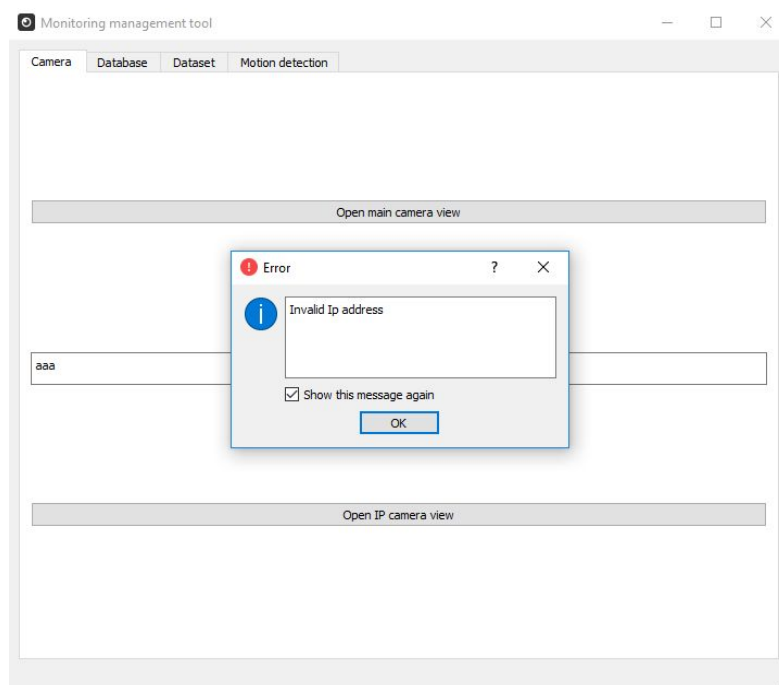 Monitoring management tool
Camera Database Dataset Motion detection
Open main camera view
Error
?
Invalid Ip address
aaa
Show this message again
OK
Open IP camera view